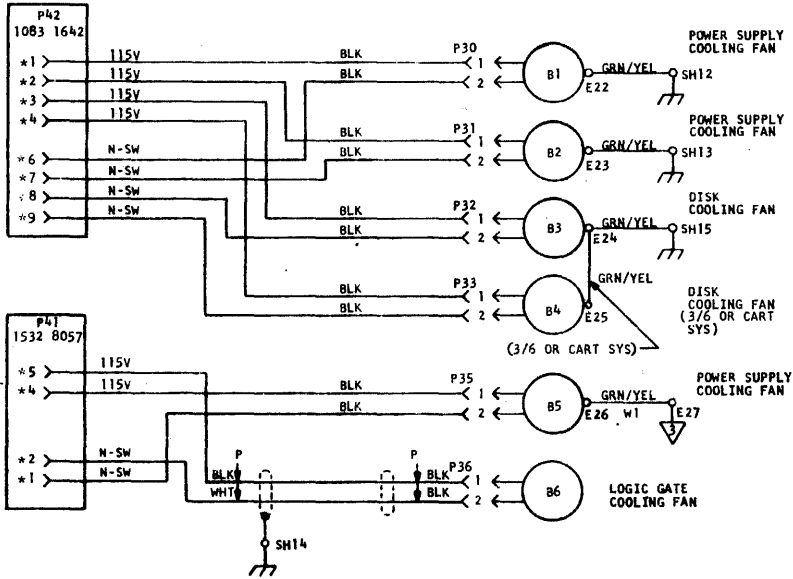 P42
1083 1642
*1 115V BLK P30 1
*2 115V BLK 2
*3 115V
*4 115V
*6 N-SW
*7 N-SW
8 N-SW
*9 N-SW
B1 E22 GRN/YEL SH12
POWER SUPPLY
COOLING FAN
BLK P31 1
BLK 2
B2 E23 GRN/YEL SH13
POWER SUPPLY
COOLING FAN
BLK P32 1
BLK 2
B3 E24 GRN/YEL SH15
DISK
COOLING FAN
GRN/YEL
BLK P33 1
BLK 2
B4 E25
DISK
COOLING FAN
(3/6 OR CART
SYS)
(3/6 OR CART SYS)
P41
1532 8057
*5 115V
*4 115V BLK P35 1
BLK 2
B5 E26 GRN/YEL W1 E27
3
POWER SUPPLY
COOLING FAN
*2 N-SW
*1 N-SW
P P
BLK BLK P36 1
WHT BLK 2
B6
LOGIC GATE
COOLING FAN
SH14